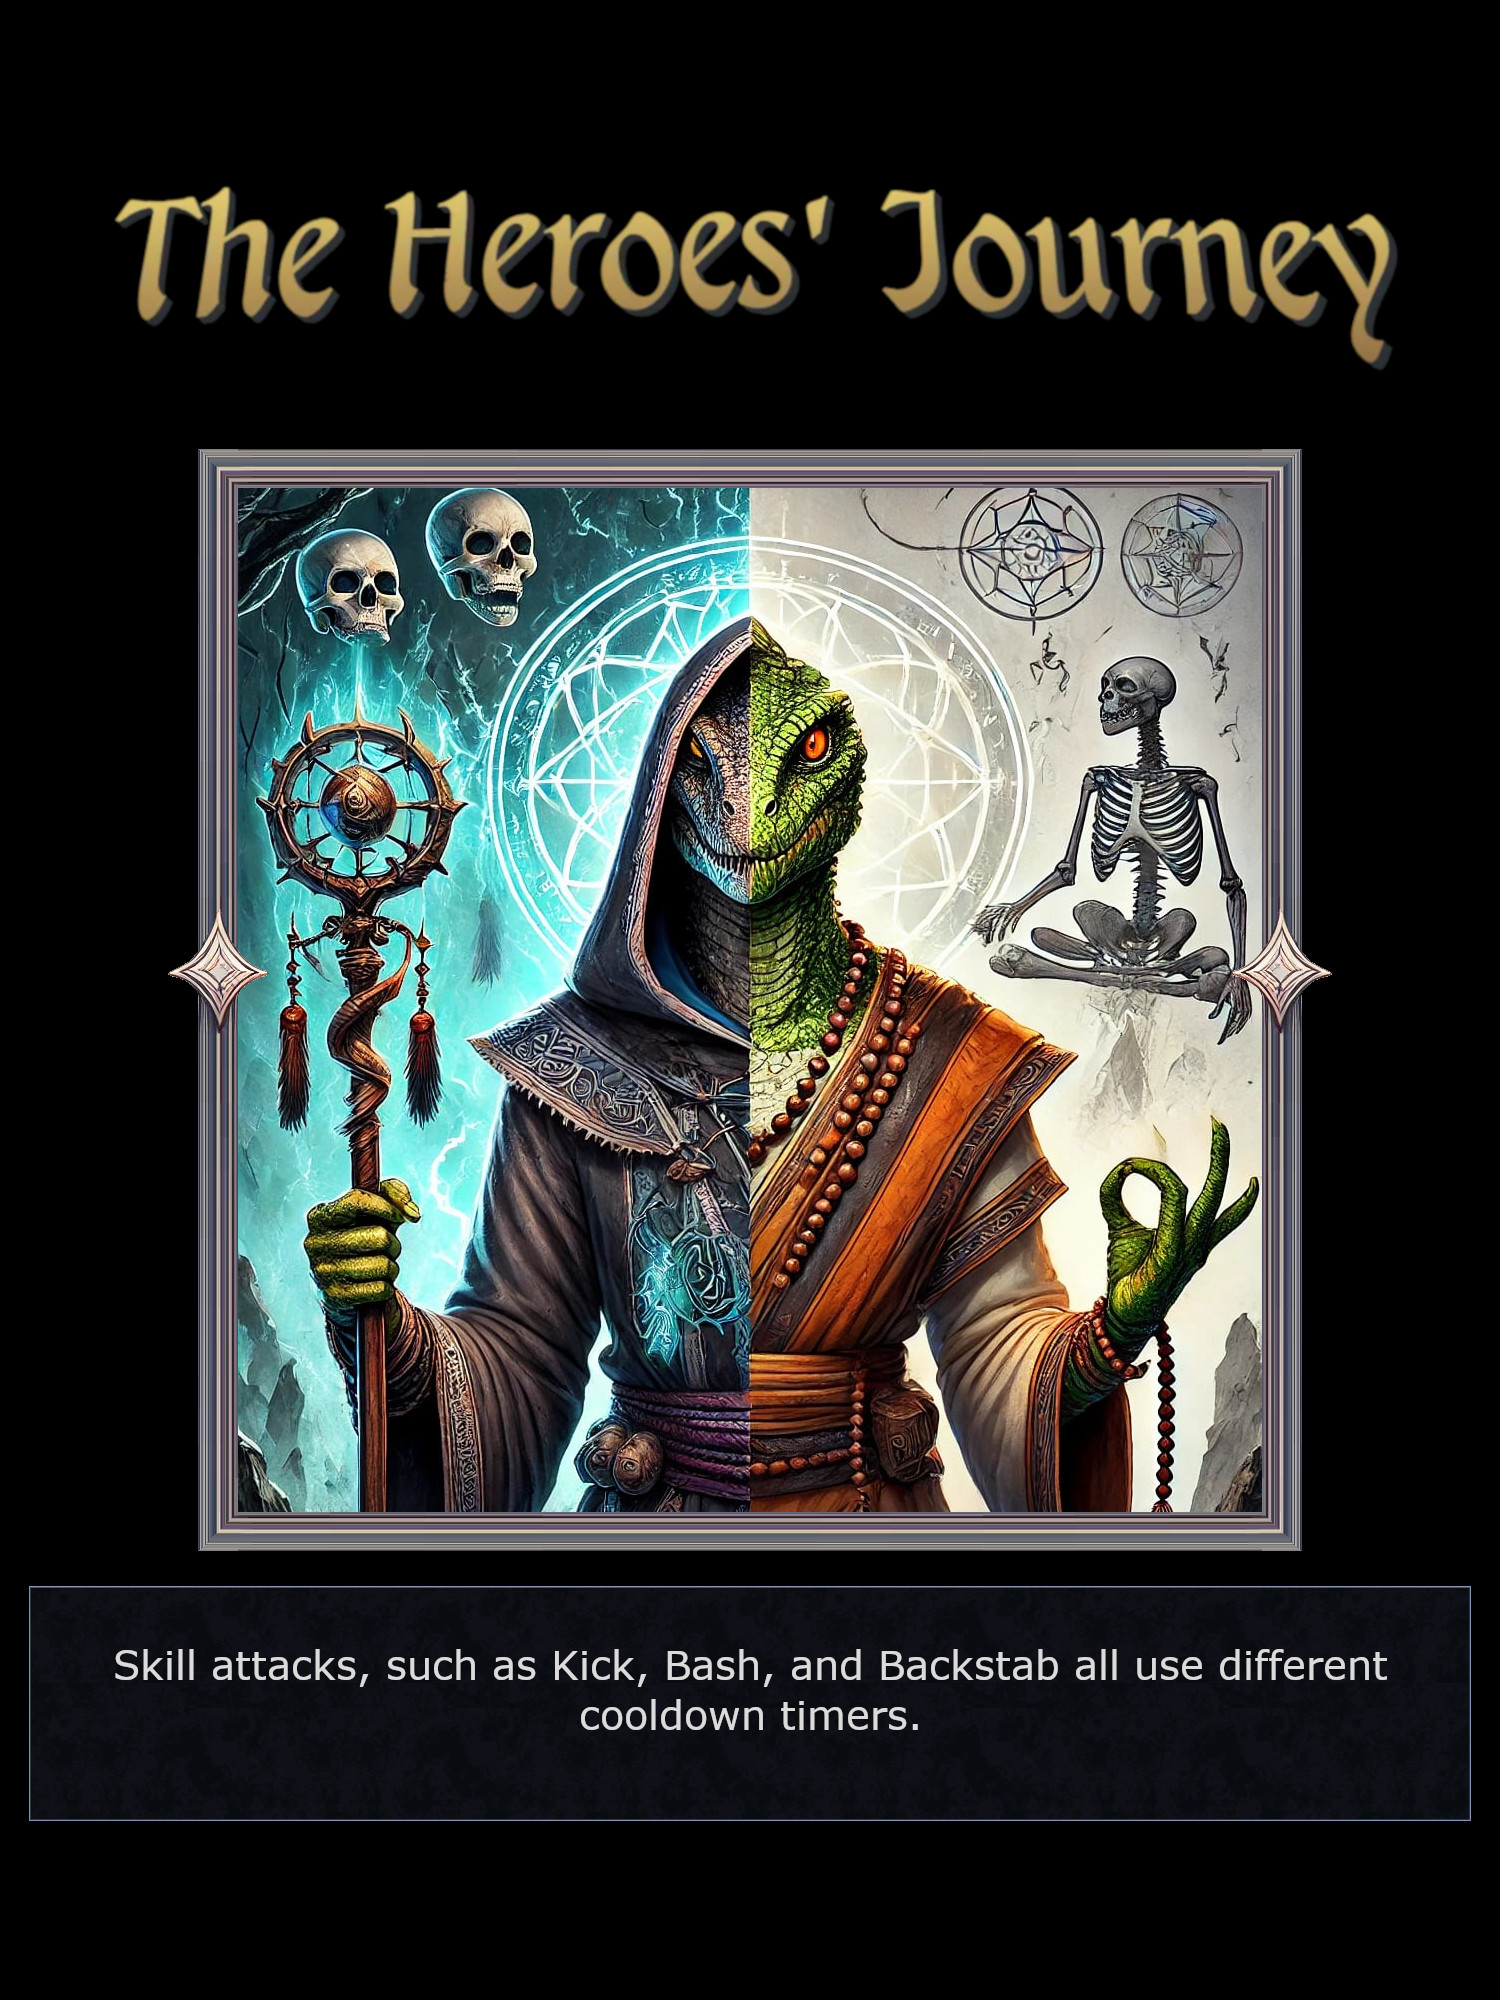 The Heroes' Journey
Skill attacks, such as Kick, Bash, and Backstab all use different
cooldown timers.